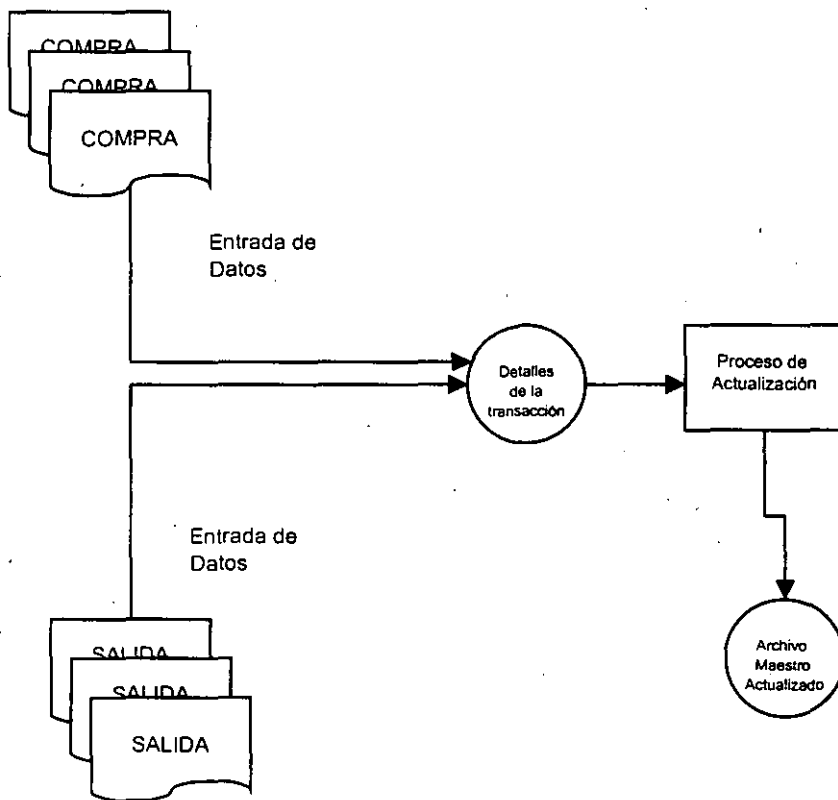 COMPRA
COMPRA
COMPRA
Entrada de
Datos
Detalles
de la
transacción
Proceso de
Actualización
Entrada de
Datos
SALIDA
SALIDA
SALIDA
Archivo
Maestro
Actualizado